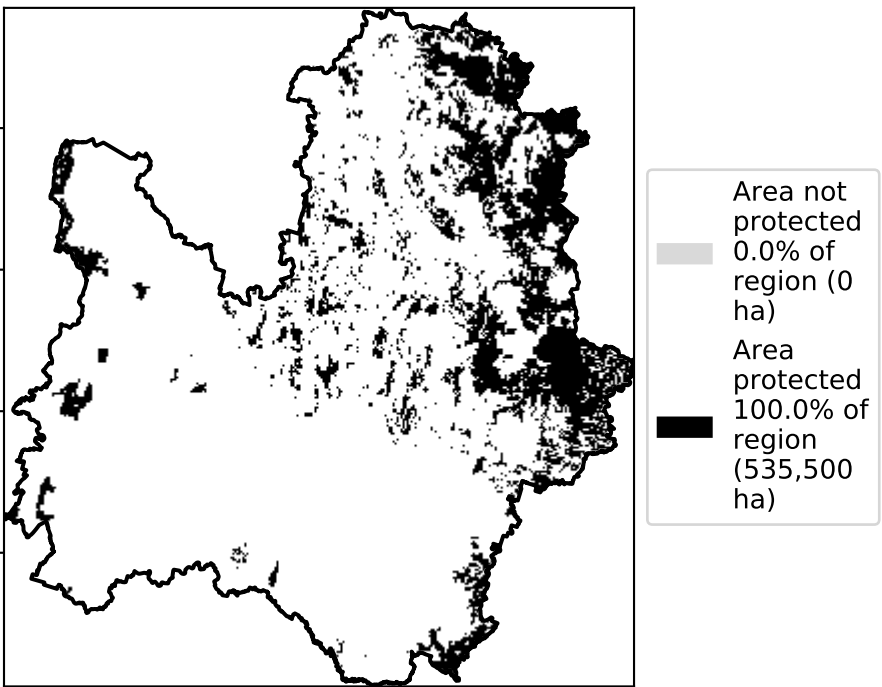 Area not
protected
0.0% of
region (0
ha)
Area
protected
100.0% of
region
(535,500
ha)